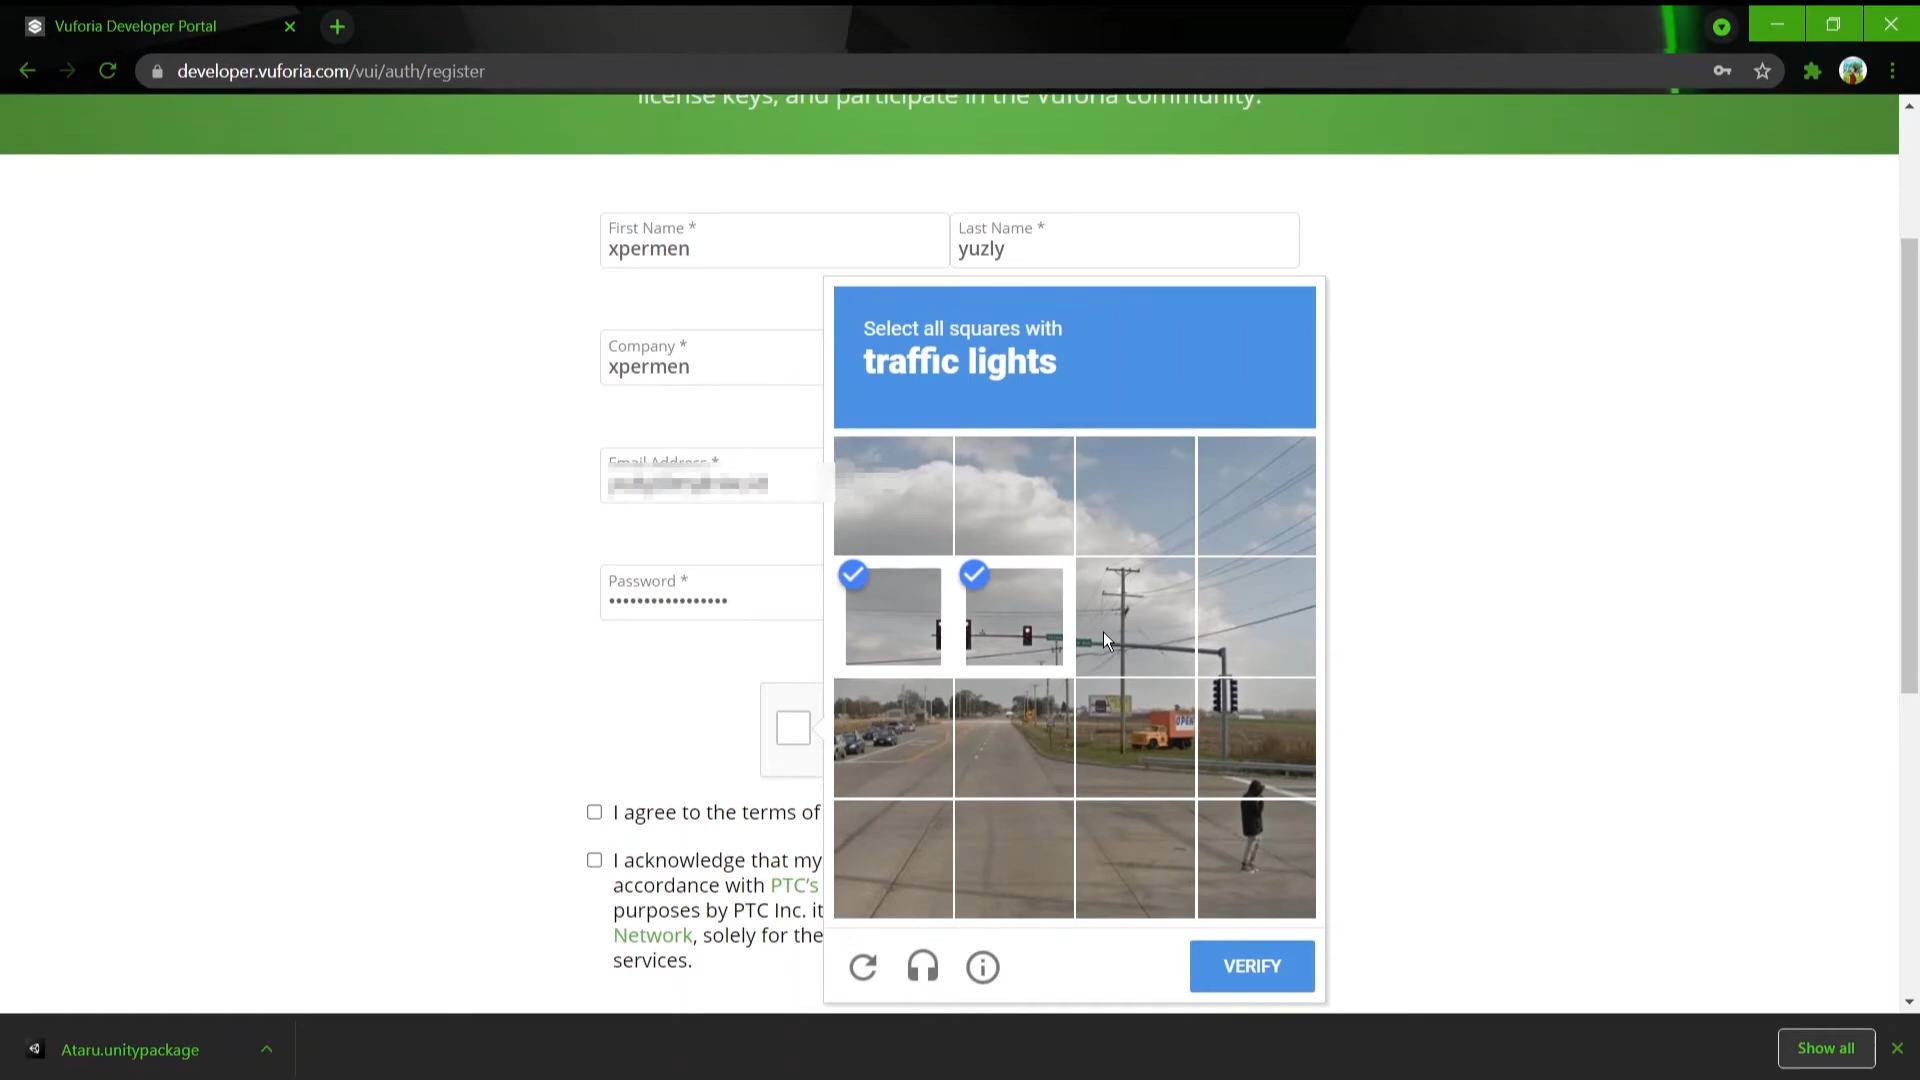 Vuforia Developer Portal
developer.vuforia.com/vui/auth/register
license keys, and participate in the Vuforia community.
First Name *
xpermen
Last Name *
yuzly
Company *
xpermen
Email Address *
Password *
•••••••••••••••••
Select all squares with
traffic lights
OPEN
VERIFY
I agree to the terms of
I acknowledge that my
accordance with PTC's
purposes by PTC Inc. it
Network, solely for the
services.
Ataru.unitypackage
Show all